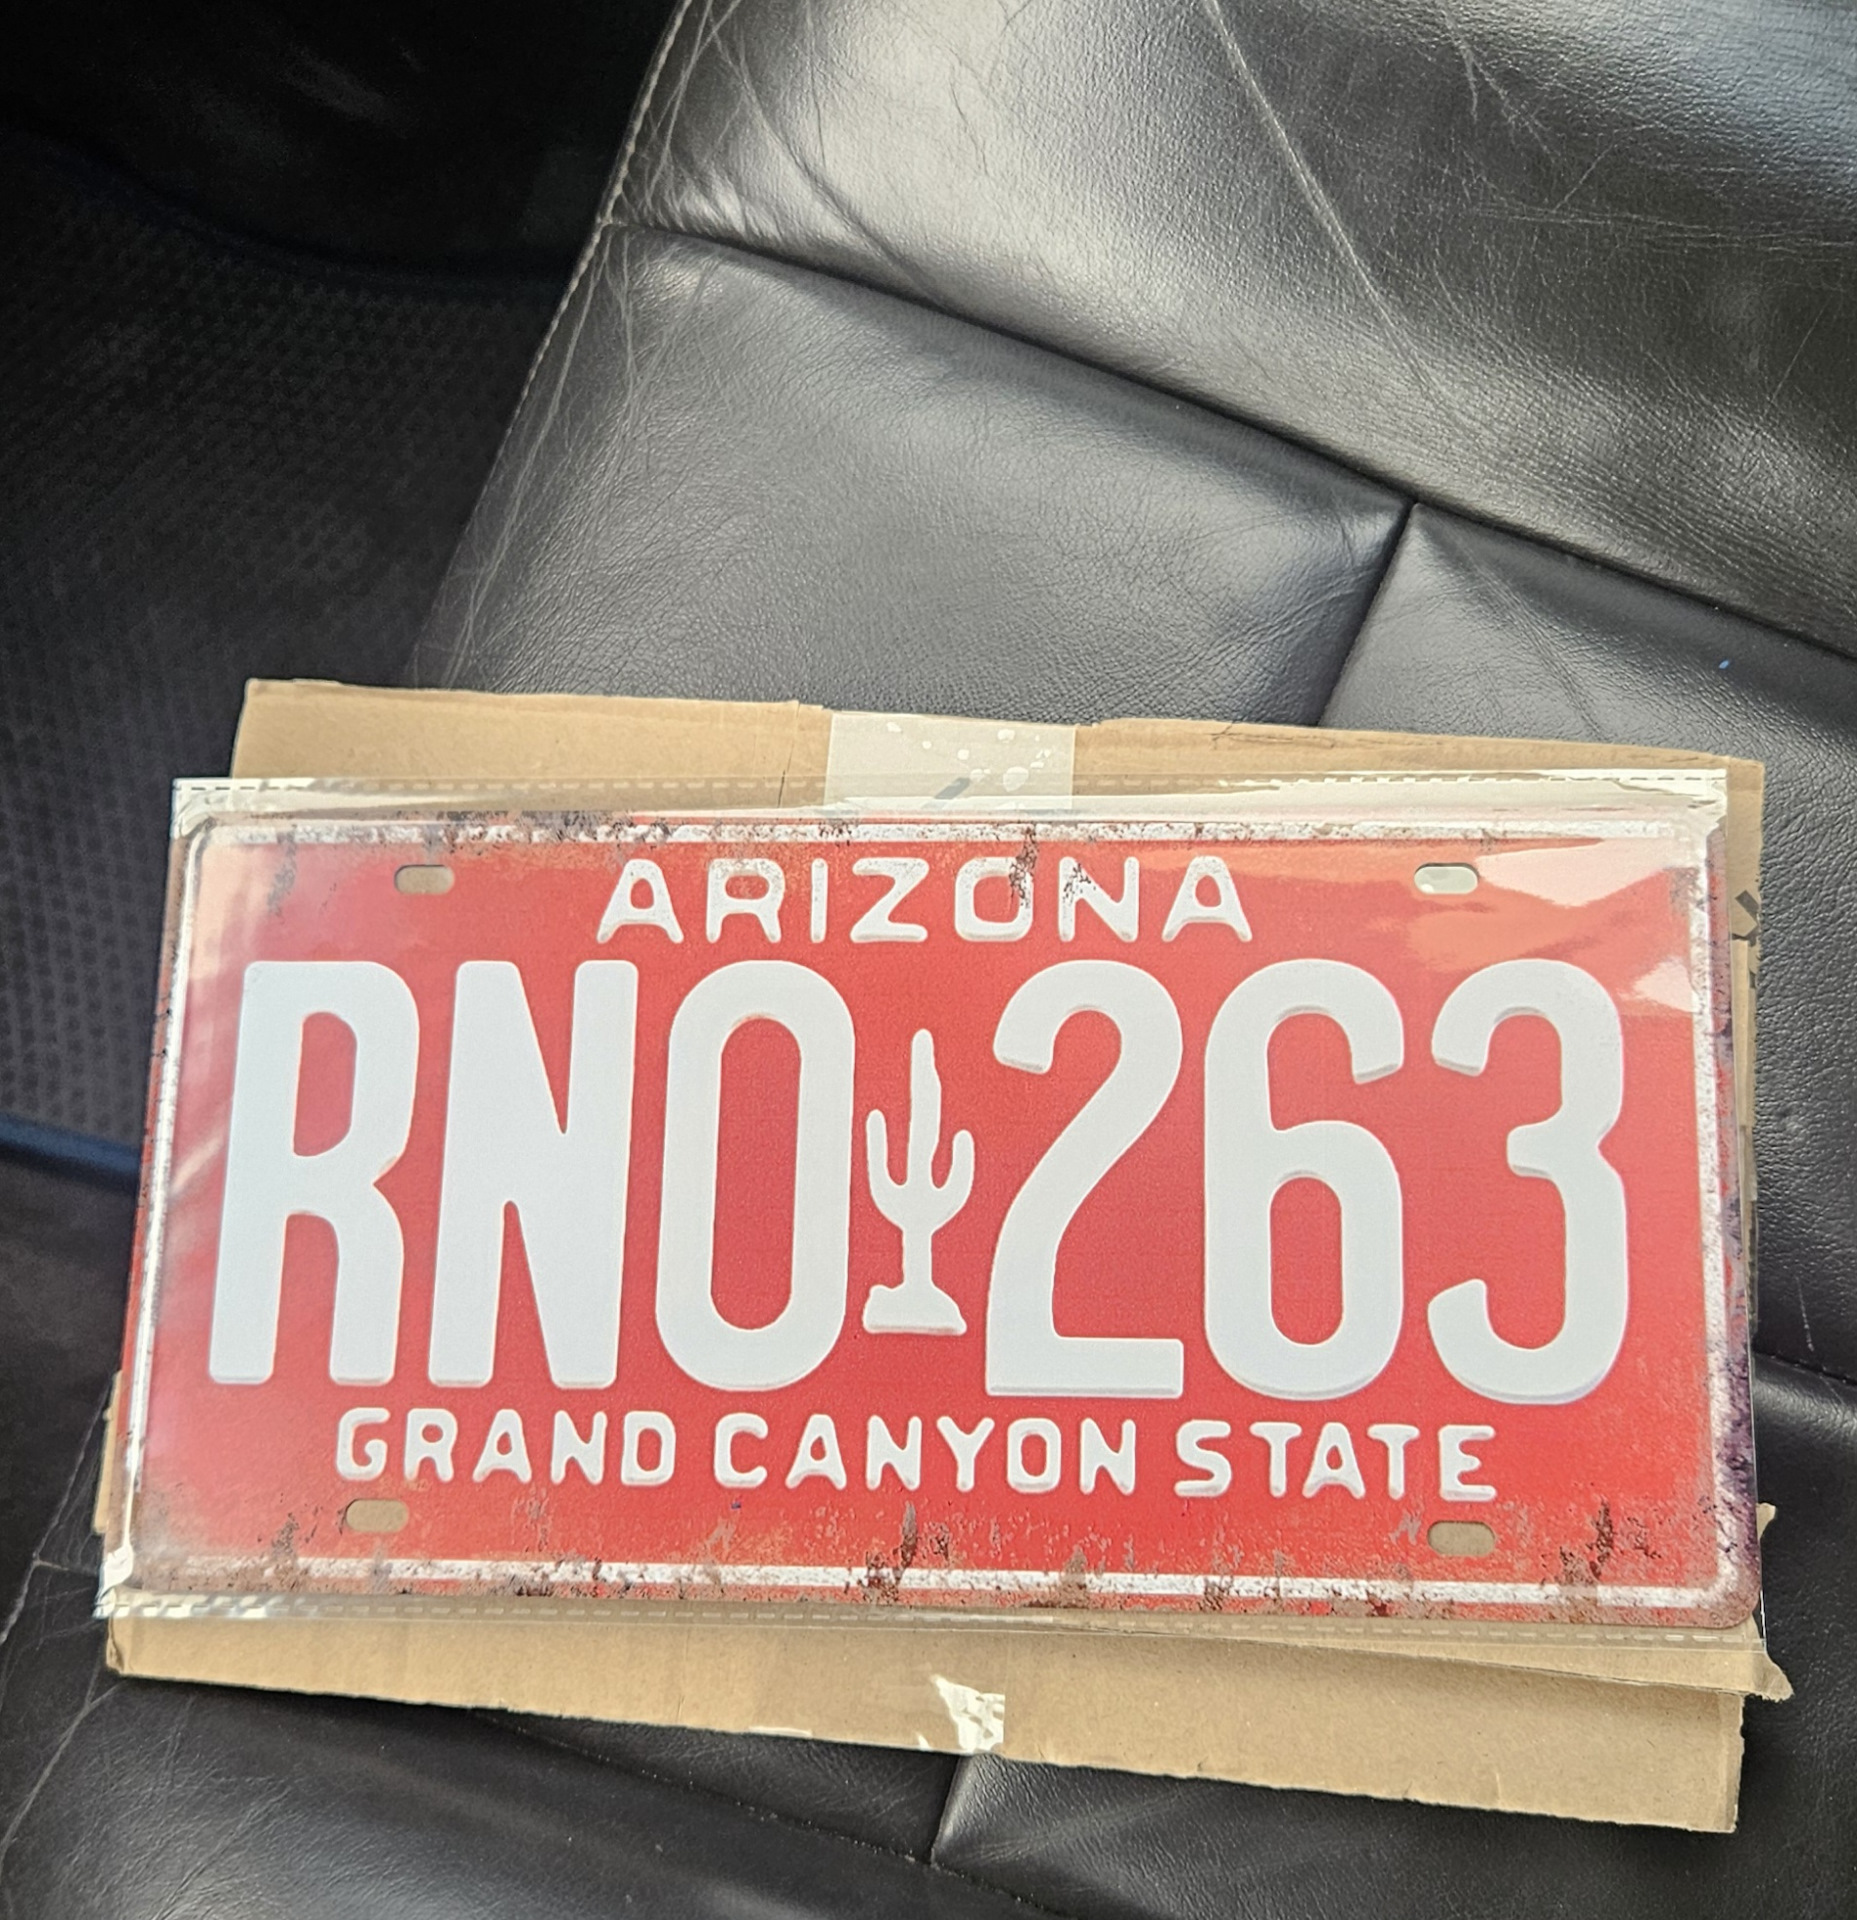 ARIZONA
RNO 263
GRAND CANYON STATE